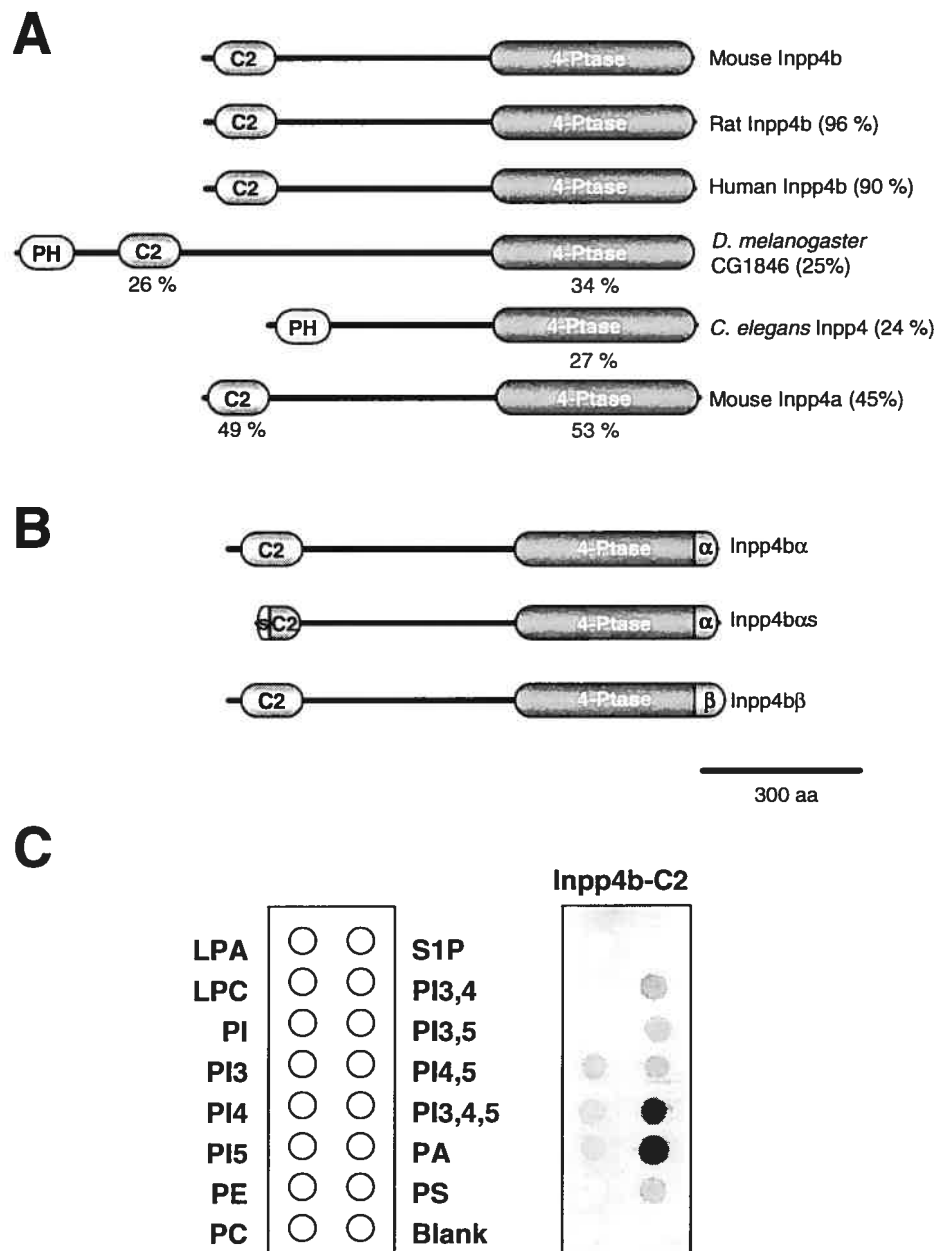 A
C2 4-Ptase Mouse Inpp4b
C2 4-Ptase Rat Inpp4b (96 %)
C2 4-Ptase Human Inpp4b (90 %)
PH C2 4-Ptase D. melanogaster
CG1846 (25%)
26 % 34 %
PH 4-Ptase C. elegans Inpp4 (24 %)
27 %
C2 4-Ptase Mouse Inpp4a (45%)
49 % 53 %
B
C2 4-Ptase α Inpp4bα
s C2 4-Ptase α Inpp4bαs
C2 4-Ptase β Inpp4bβ
300 aa
C
Inpp4b-C2
LPA S1P
LPC PI3,4
PI PI3,5
PI3 PI4,5
PI4 PI3,4,5
PI5 PA
PE PS
PC Blank